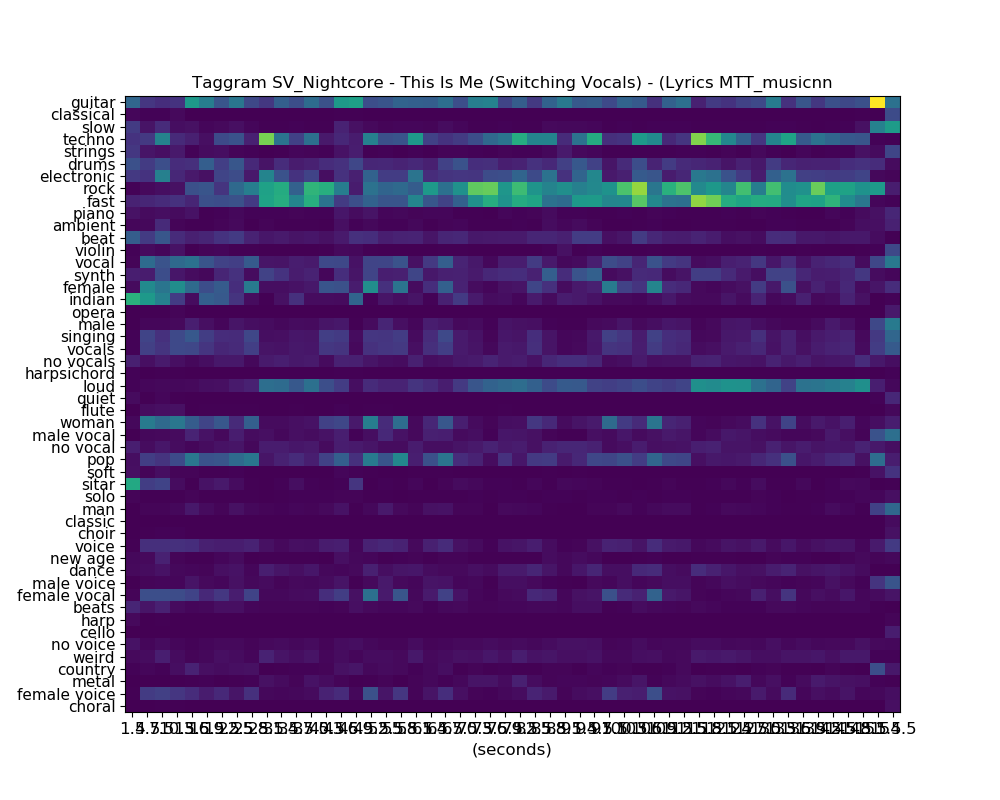 Taggram SV_Nightcore - This Is Me (Switching Vocals) - (Lyrics MTT_musicnn
guitar
classical
slow
techno
strings
drums
electronic
rock
fast
piano
ambient
beat
violin
vocal
synth
female
indian
opera
male
singing
vocals
no vocals
harpsichord
loud
quiet
flute
woman
male vocal
no vocal
pop
soft
sitar
solo
man
classic
choir
voice
new age
dance
male voice
female vocal
beats
harp
cello
no voice
weird
country
metal
female voice
choral
(seconds)